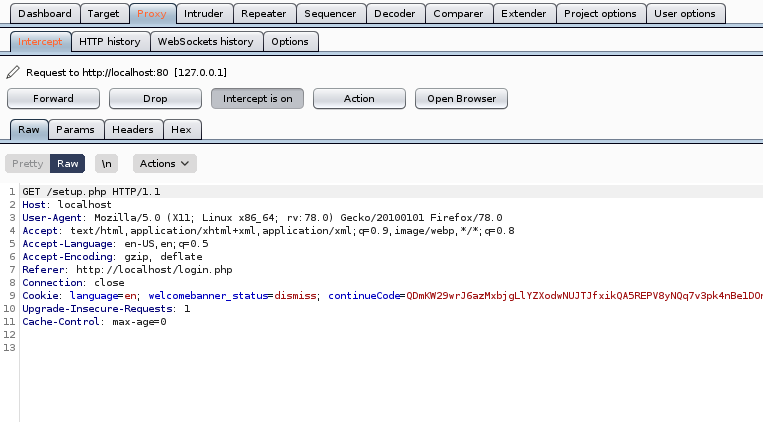 Dashboard Target Proxy Intruder Repeater Sequencer Decoder Comparer Extender Project options User options
Intercept HTTP history WebSockets history Options
Request to http://localhost:80 [127.0.0.1]
Forward Drop Intercept is on Action Open Browser
Raw Params Headers Hex
Pretty Raw \n Actions
1 GET /setup.php HTTP/1.1
2 Host: localhost
3 User-Agent: Mozilla/5.0 (X11; Linux x86_64; rv:78.0) Gecko/20100101 Firefox/78.0
4 Accept: text/html,application/xhtml+xml,application/xml;q=0.9,image/webp,*/*;q=0.8
5 Accept-Language: en-US,en;q=0.5
6 Accept-Encoding: gzip, deflate
7 Referer: http://localhost/login.php
8 Connection: close
9 Cookie: language=en; welcomebanner_status=dismiss; continueCode=QDmKW29wrJ6azMxbjgLlYZXodwNUJTJfxikQA5REPV8yNQq7v3pk4nBe1DOr
10 Upgrade-Insecure-Requests: 1
11 Cache-Control: max-age=0
12
13